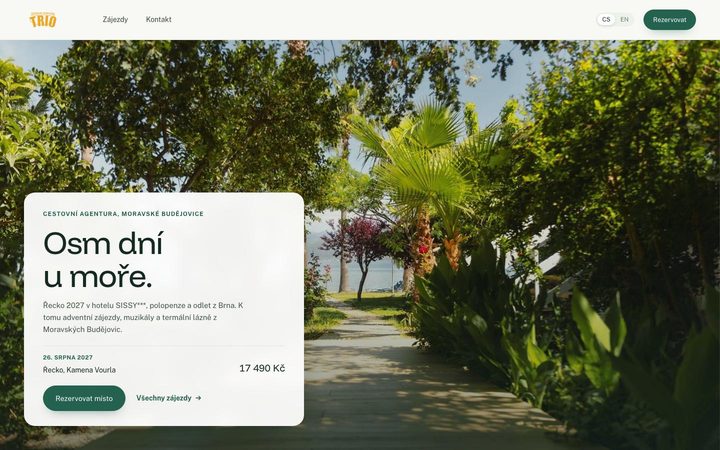 TRIO
Zájezdy
Kontakt
CS
EN
Rezervovat
CESTOVNÍ AGENTURA, MORAVSKÉ BUDĚJOVICE
Osm dní
u moře.
Řecko 2027 v hotelu SISSY***, polopenze a odlet z Brna. K
tomu adventní zájezdy, muzikály a termální lázně z
Moravských Budějovic.
26. SRPNA 2027
Řecko, Kamena Vourla
17 490 Kč
Rezervovat místo
Všechny zájezdy →